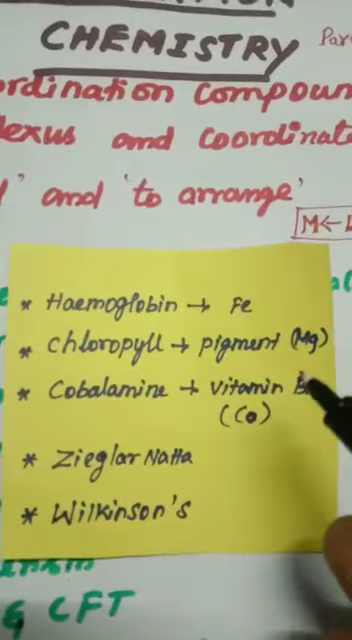 CHEMISTRY
ordination compoun
lexus and coordinate
and 'to arrange'
M←L
* Haemoglobin → Fe
* Chloropyll → pigment (Mg)
* Cobalamine → Vitamin B
(Co)
* Zieglar Natta
* Wilkinson's
& CFT